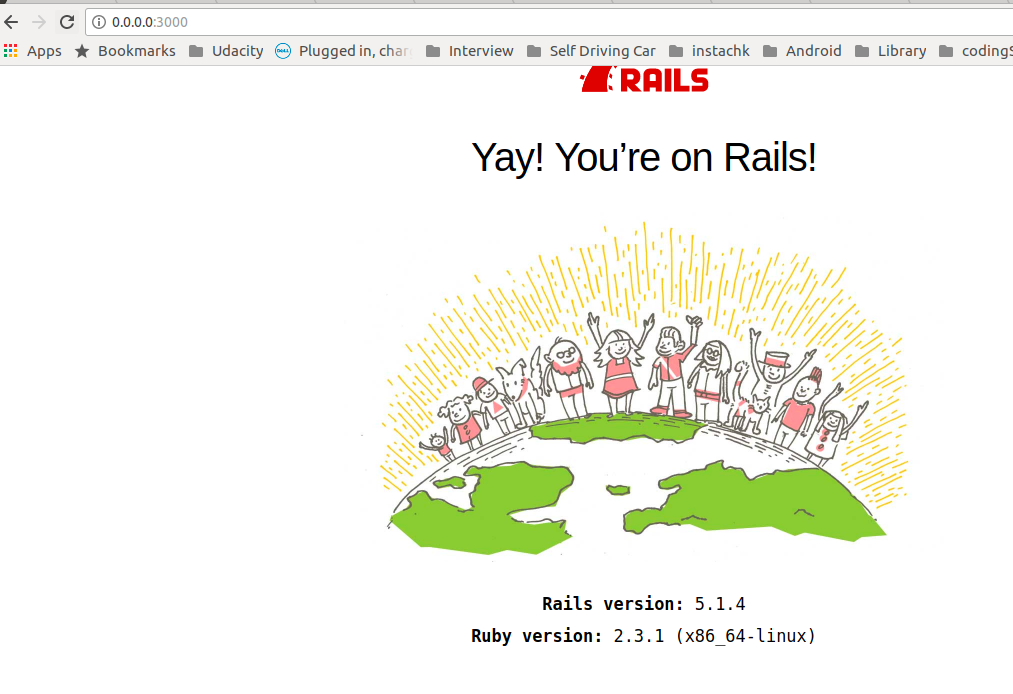 0.0.0.0:3000
Apps Bookmarks Udacity Plugged in, char Interview Self Driving Car instachk Android Library codingS
RAILS
Yay! You’re on Rails!
Rails version: 5.1.4
Ruby version: 2.3.1 (x86_64-linux)